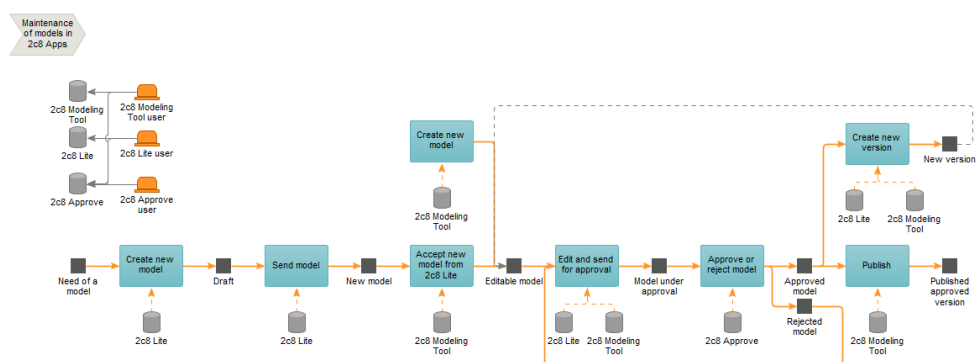 Maintenance
of models in
2c8 Apps
2c8 Modeling
Tool
2c8 Modeling
Tool user
2c8 Lite
2c8 Lite user
2c8 Approve
2c8 Approve
user
Create new
model
2c8 Modeling
Tool
Create new
version
New version
2c8 Lite
2c8 Modeling
Tool
Need of a
model
Create new
model
2c8 Lite
Draft
Send model
2c8 Lite
New model
Accept new
model from
2c8 Lite
2c8 Modeling
Tool
Editable model
Edit and send
for approval
2c8 Lite
2c8 Modeling
Tool
Model under
approval
Approve or
reject model
2c8 Approve
Approved
model
Rejected
model
Publish
2c8 Modeling
Tool
Published
approved
version